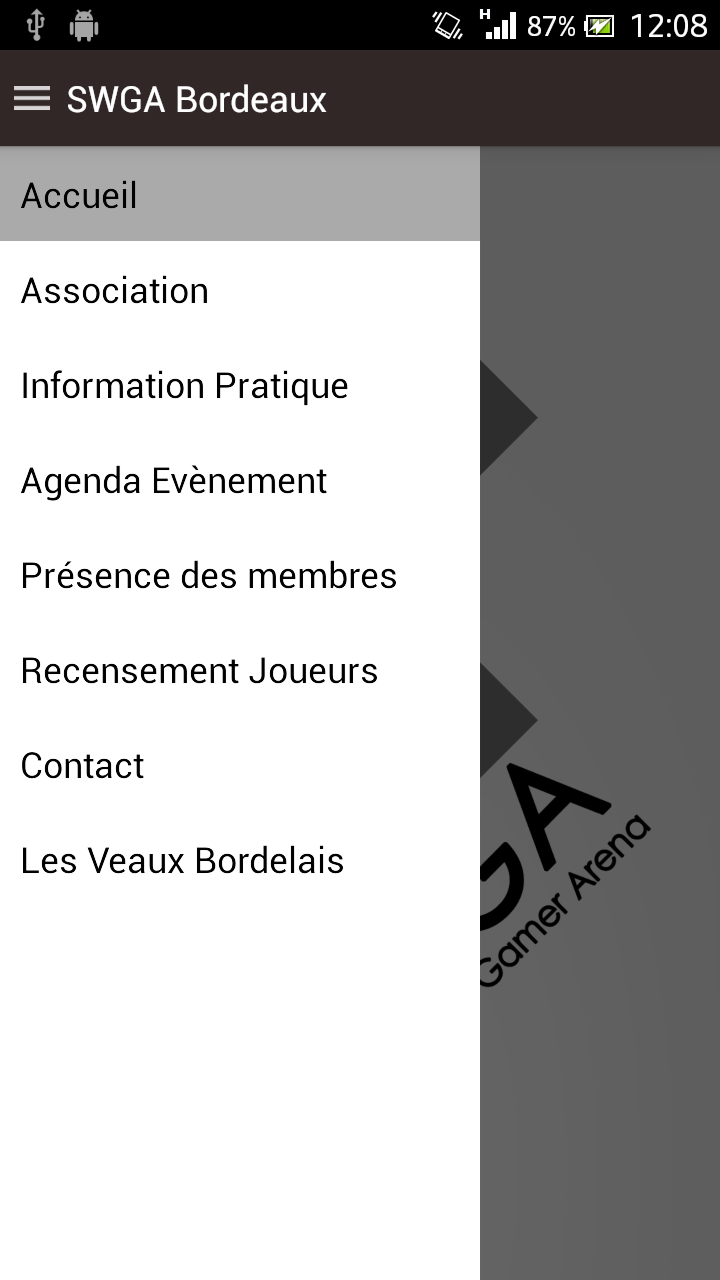 H
87%
12:08
SWGA Bordeaux
Accueil
Association
Information Pratique
Agenda Evènement
Présence des membres
Recensement Joueurs
Contact
Les Veaux Bordelais
GA
Gamer Arena